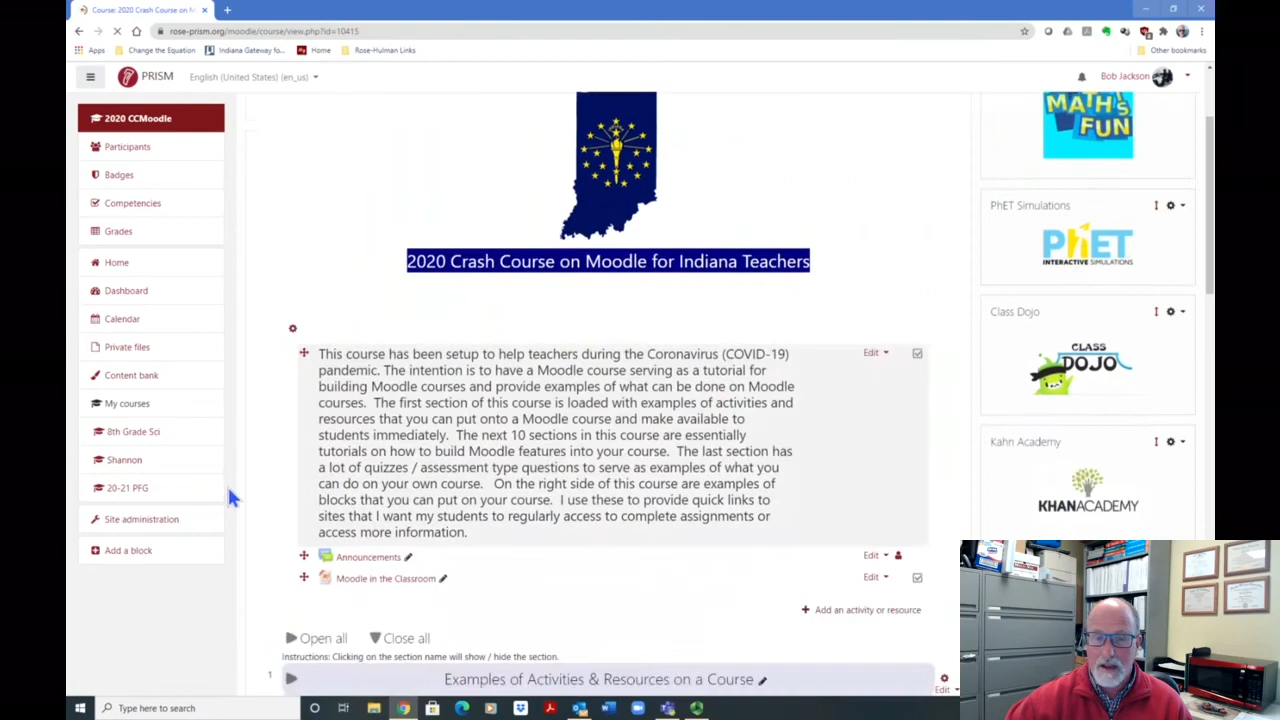 Course: 2020 Crash Course on M
rose-prism.org/moodle/course/view.php?id=10415
Apps
Change the Equation
Indiana Gateway fo...
Home
Rose-Hulman Links
Other bookmarks
PRISM
English (United States) (en_us)
Bob Jackson
2020 CCMoodle
Participants
Badges
Competencies
Grades
Home
Dashboard
Calendar
Private files
Content bank
My courses
8th Grade Sci
Shannon
20-21 PFG
Site administration
Add a block
2020 Crash Course on Moodle for Indiana Teachers
This course has been setup to help teachers during the Coronavirus (COVID-19)
pandemic. The intention is to have a Moodle course serving as a tutorial for
building Moodle courses and provide examples of what can be done on Moodle
courses. The first section of this course is loaded with examples of activities and
resources that you can put onto a Moodle course and make available to
students immediately. The next 10 sections in this course are essentially
tutorials on how to build Moodle features into your course. The last section has
a lot of quizzes / assessment type questions to serve as examples of what you
can do on your own course. On the right side of this course are examples of
blocks that you can put on your course. I use these to provide quick links to
sites that I want my students to regularly access to complete assignments or
access more information.
Edit
Announcements
Edit
Moodle in the Classroom
Edit
Add an activity or resource
Open all
Close all
Instructions: Clicking on the section name will show / hide the section.
1
Examples of Activities & Resources on a Course
Edit
MATHS
FUN
PhET Simulations
PhET
INTERACTIVE SIMULATIONS
Class Dojo
CLASS
DOJO
Kahn Academy
KHANACADEMY
Type here to search